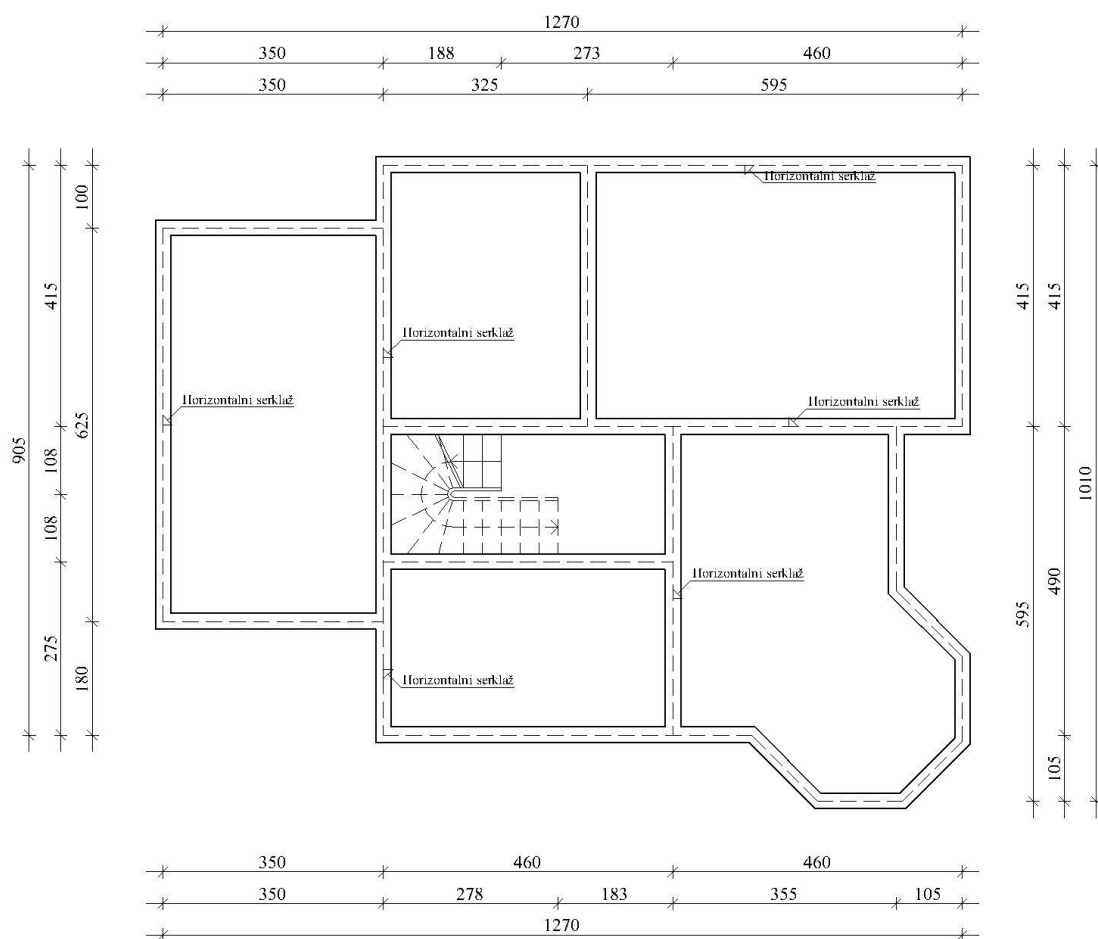 1270
350 188 273 460
350 325 595
905
415 108 108 275
100 625 180
415 595
415 490 105
1010
Horizontalni serklaž
Horizontalni serklaž
Horizontalni serklaž
Horizontalni serklaž
Horizontalni serklaž
Horizontalni serklaž
350 460 460
350 278 183 355 105
1270